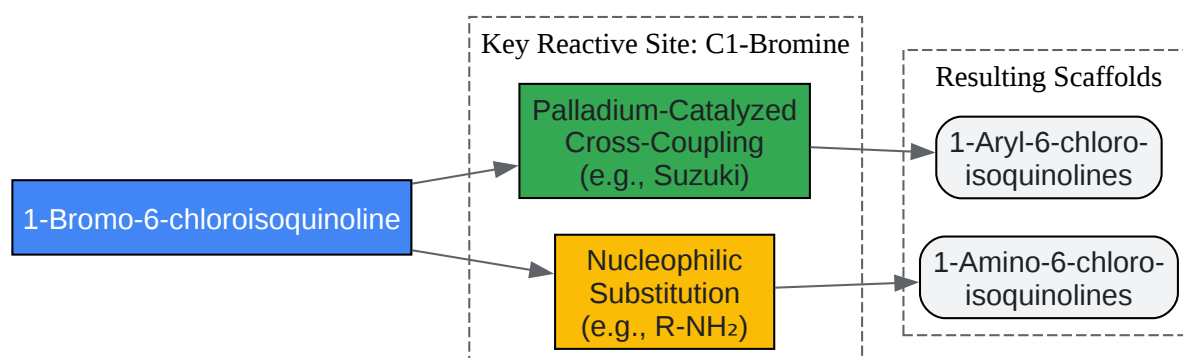 Key Reactive Site: C1-Bromine
Resulting Scaffolds
Palladium-Catalyzed
Cross-Coupling
(e.g., Suzuki)
1-Aryl-6-chloro-
isoquinolines
1-Bromo-6-chloroisoquinoline
Nucleophilic
Substitution
(e.g., R-NH₂)
1-Amino-6-chloro-
isoquinolines